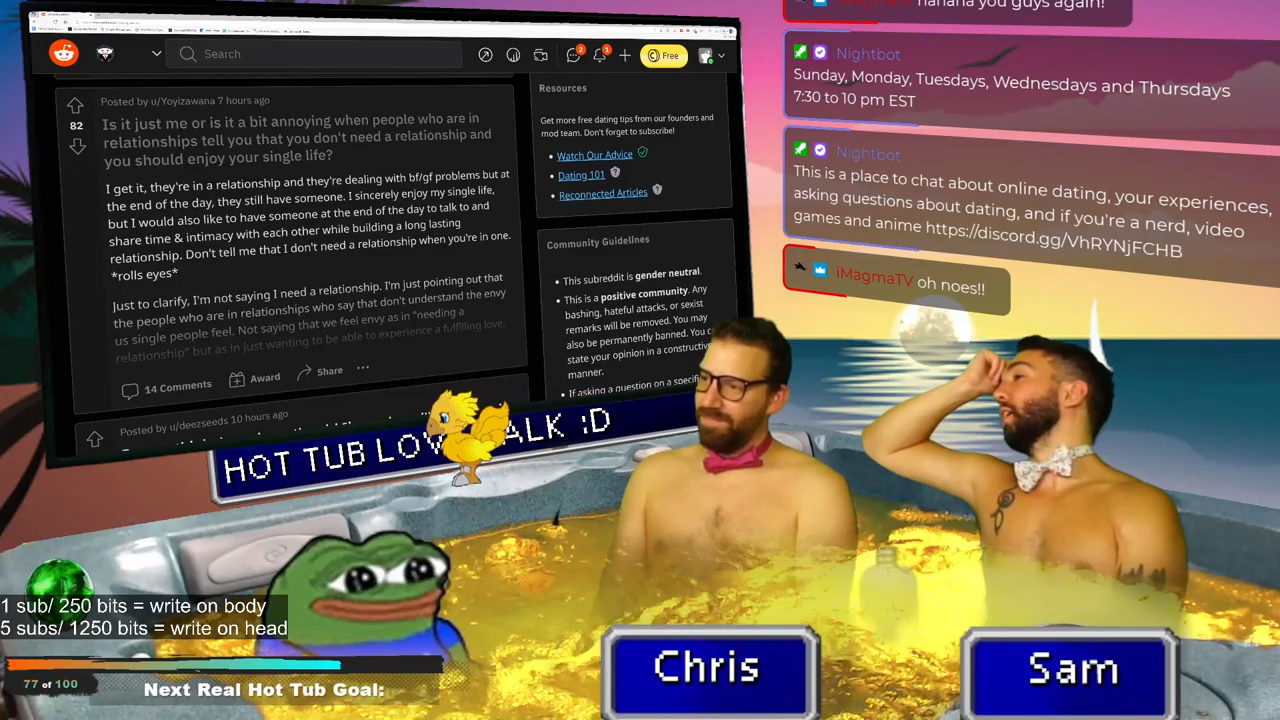 Search
2
1
Free
Posted by u/Yoyizawana 7 hours ago
82
Is it just me or is it a bit annoying when people who are in
relationships tell you that you don't need a relationship and
you should enjoy your single life?
I get it, they're in a relationship and they're dealing with bf/gf problems but at
the end of the day, they still have someone. I sincerely enjoy my single life,
but I would also like to have someone at the end of the day to talk to and
share time & intimacy with each other while building a long lasting
relationship. Don't tell me that I don't need a relationship when you're in one.
*rolls eyes*
Just to clarify, I'm not saying I need a relationship. I'm just pointing out that
the people who are in relationships who say that don't understand the envy
us single people feel. Not saying that we feel envy as in "needing a
relationship" but as in just wanting to be able to experience a fulfilling love.
14 Comments
Award
Share
Posted by u/deezseeds 10 hours ago
Resources
Get more free dating tips from our founders and
mod team. Don't forget to subscribe!
Watch Our Advice
Dating 101
Reconnected Articles
Community Guidelines
This subreddit is gender neutral.
This is a positive community. Any
bashing, hateful attacks, or sexist
remarks will be removed. You may
also be permanently banned. You
state your opinion in a constructive
manner.
If asking a question on a specific
HOT TUB LOV ALK :D
hahaha you guys again!
Nightbot
Sunday, Monday, Tuesdays, Wednesdays and Thursdays
7:30 to 10 pm EST
Nightbot
This is a place to chat about online dating, your experiences,
asking questions about dating, and if you're a nerd, video
games and anime https://discord.gg/VhRYNjFCHB
iMagmaTV oh noes!!
1 sub/ 250 bits = write on body
5 subs/ 1250 bits = write on head
77 of 100
Next Real Hot Tub Goal:
Chris
Sam